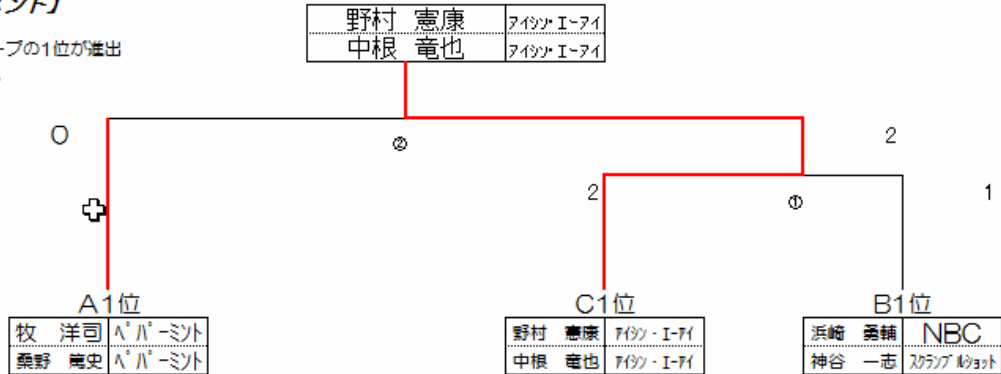 ント】
野村 憲康 アイシン・エーアイ
中根 竜也 アイシン・エーアイ
ープの1位が進出
0
②
2
2
①
1
A1位
C1位
B1位
牧 洋司 ペパーミント
桑野 篤史 ペパーミント
野村 憲康 アイシン・エーアイ
中根 竜也 アイシン・エーアイ
浜崎 勇輔 NBC
神谷 一志 スクランブルショット